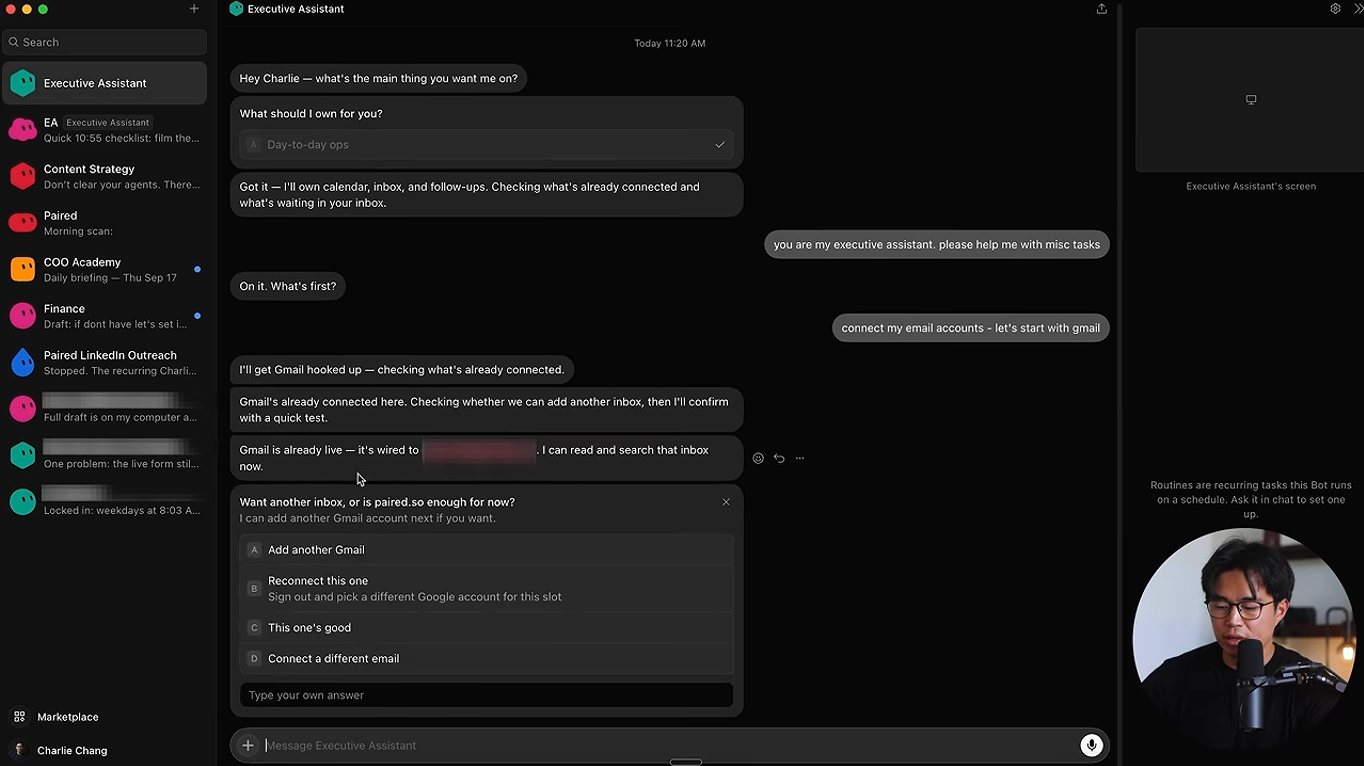 Executive Assistant
Search
Executive Assistant
EA Executive Assistant
Quick 10:55 checklist: film the...
Content Strategy
Don't clear your agents. There...
Paired
Morning scan:
COO Academy
Daily briefing — Thu Sep 17
Finance
Draft: if dont have let's set i...
Paired LinkedIn Outreach
Stopped. The recurring Charli...
Full draft is on my computer a...
One problem: the live form stil...
Locked in: weekdays at 8:03 A...
Marketplace
Charlie Chang
Today 11:20 AM
Hey Charlie — what's the main thing you want me on?
What should I own for you?
A Day-to-day ops
Got it — I'll own calendar, inbox, and follow-ups. Checking what's already connected and
what's waiting in your inbox.
you are my executive assistant. please help me with misc tasks
On it. What's first?
connect my email accounts - let's start with gmail
I'll get Gmail hooked up — checking what's already connected.
Gmail's already connected here. Checking whether we can add another inbox, then I'll confirm
with a quick test.
Gmail is already live — it's wired to . I can read and search that inbox
now.
Want another inbox, or is paired.so enough for now?
I can add another Gmail account next if you want.
A Add another Gmail
B Reconnect this one
Sign out and pick a different Google account for this slot
C This one's good
D Connect a different email
Type your own answer
Message Executive Assistant
Executive Assistant's screen
Routines are recurring tasks this Bot runs
on a schedule. Ask it in chat to set one
up.